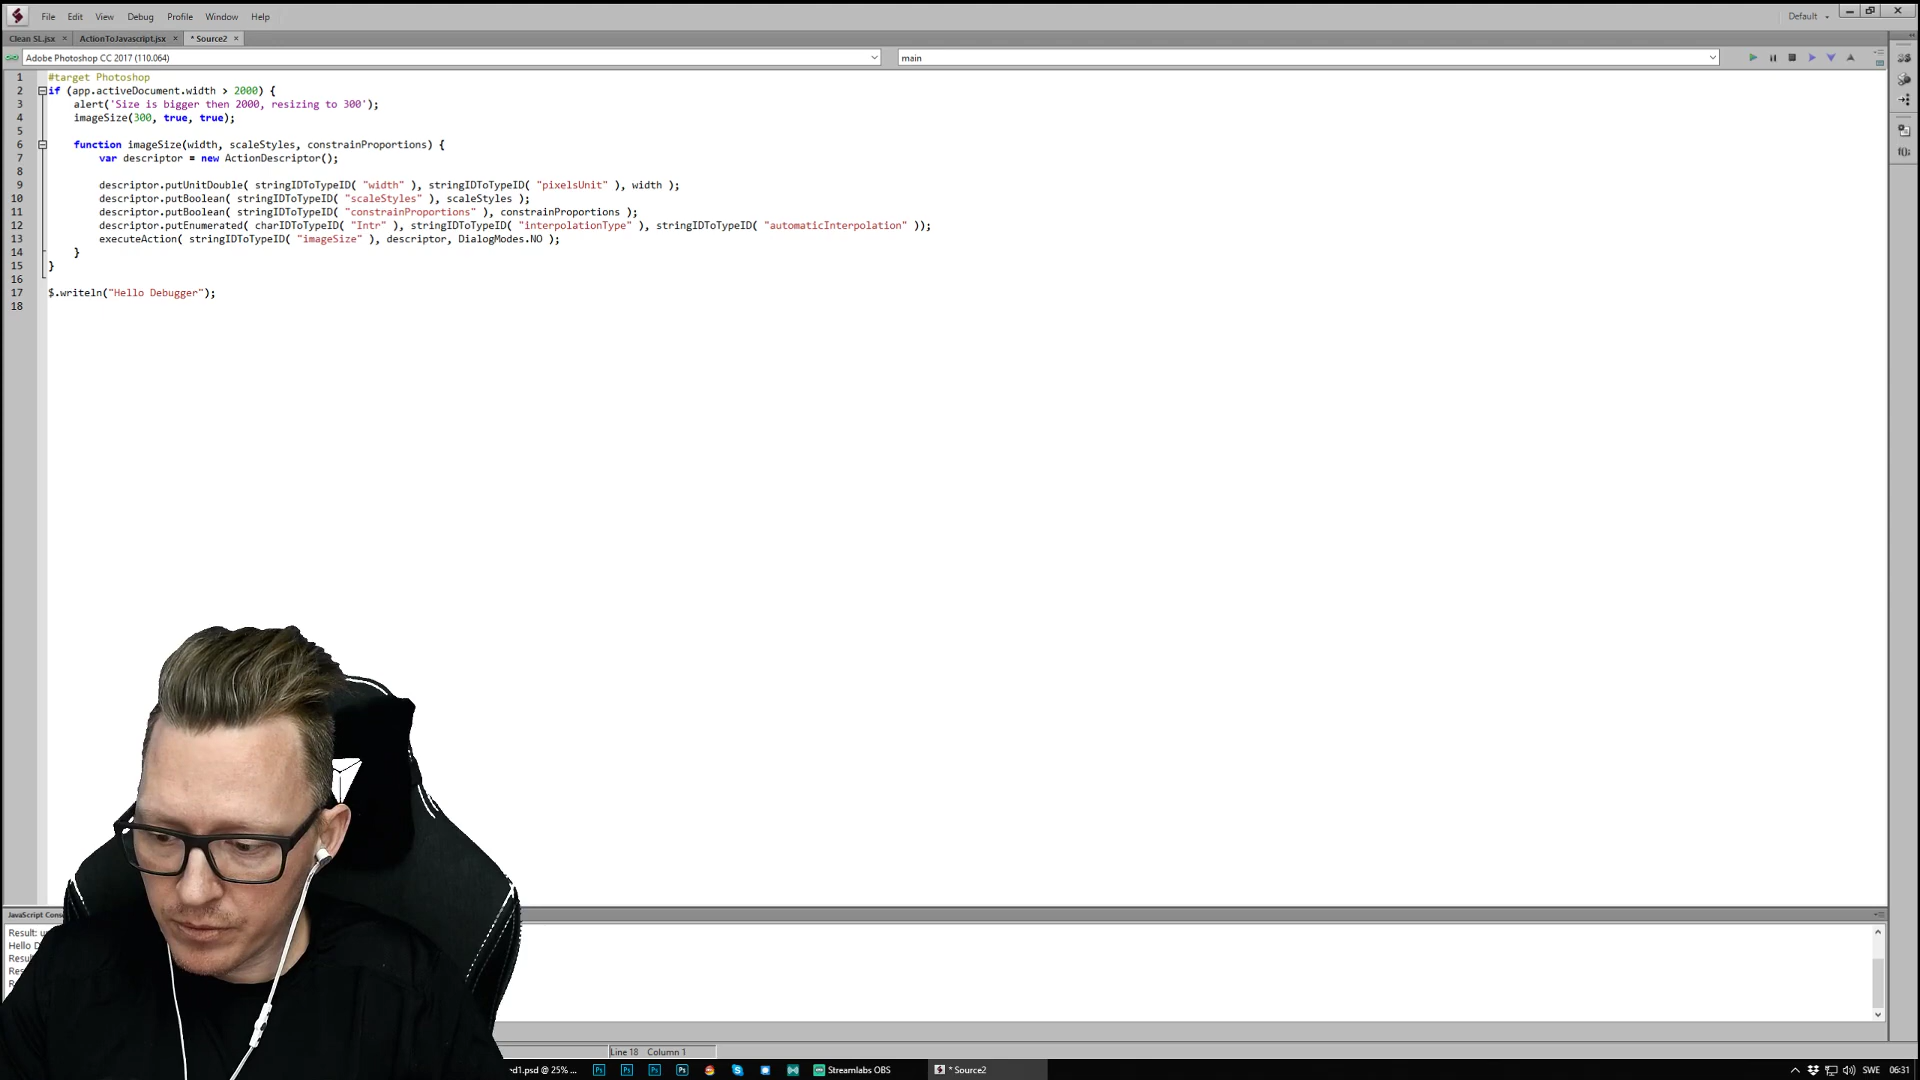 File Edit View Debug Profile Window Help Default
Clean SL.jsx × ActionToJavascript.jsx × * Source2 ×
Adobe Photoshop CC 2017 (110.064) main
1 #target Photoshop
2 if (app.activeDocument.width > 2000) {
3 alert('Size is bigger then 2000, resizing to 300');
4 imageSize(300, true, true);
5
6 function imageSize(width, scaleStyles, constrainProportions) {
7 var descriptor = new ActionDescriptor();
8
9 descriptor.putUnitDouble( stringIDToTypeID( "width" ), stringIDToTypeID( "pixelsUnit" ), width );
10 descriptor.putBoolean( stringIDToTypeID( "scaleStyles" ), scaleStyles );
11 descriptor.putBoolean( stringIDToTypeID( "constrainProportions" ), constrainProportions );
12 descriptor.putEnumerated( charIDToTypeID( "Intr" ), stringIDToTypeID( "interpolationType" ), stringIDToTypeID( "automaticInterpolation" ));
13 executeAction( stringIDToTypeID( "imageSize" ), descriptor, DialogModes.NO );
14 }
15 }
16
17 $.writeln("Hello Debugger");
18
JavaScript Cons
Result: u
Hello D
Resul
Res
R
Line 18 Column 1
d1.psd @ 25% ... Streamlabs OBS * Source2 SWE 06:31